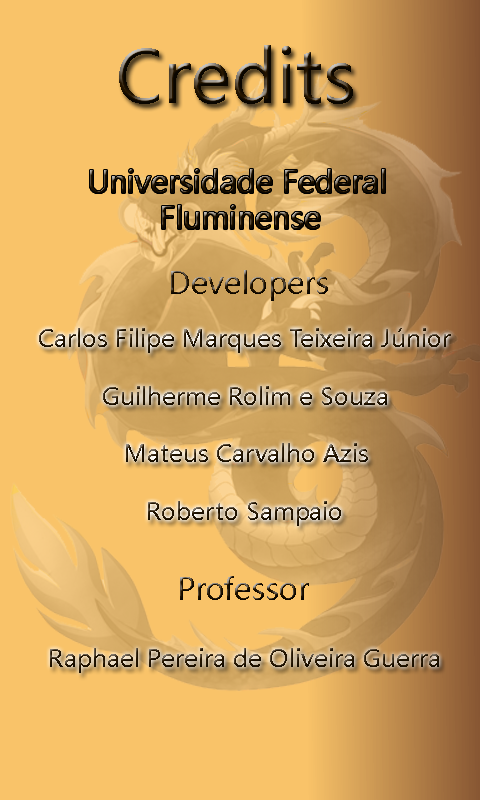 Credits
Universidade Federal
Fluminense
Developers
Carlos Filipe Marques Teixeira Júnior
Guilherme Rolim e Souza
Mateus Carvalho Azis
Roberto Sampaio
Professor
Raphael Pereira de Oliveira Guerra